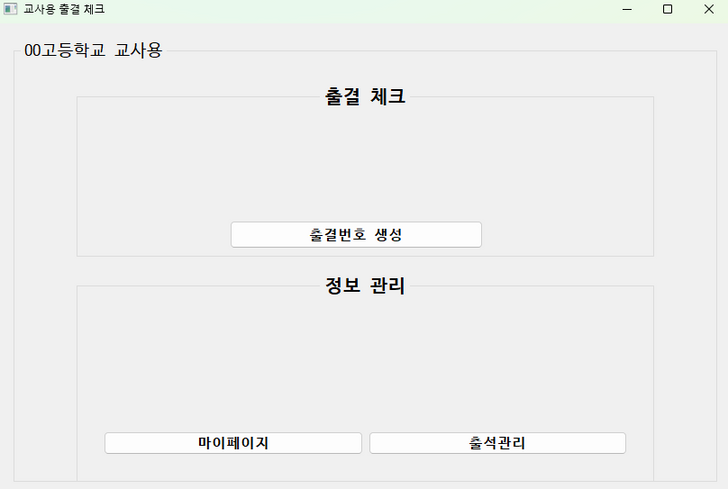 교사용 출결 체크
00고등학교 교사용
출결 체크
출결번호 생성
정보 관리
마이페이지 출석관리